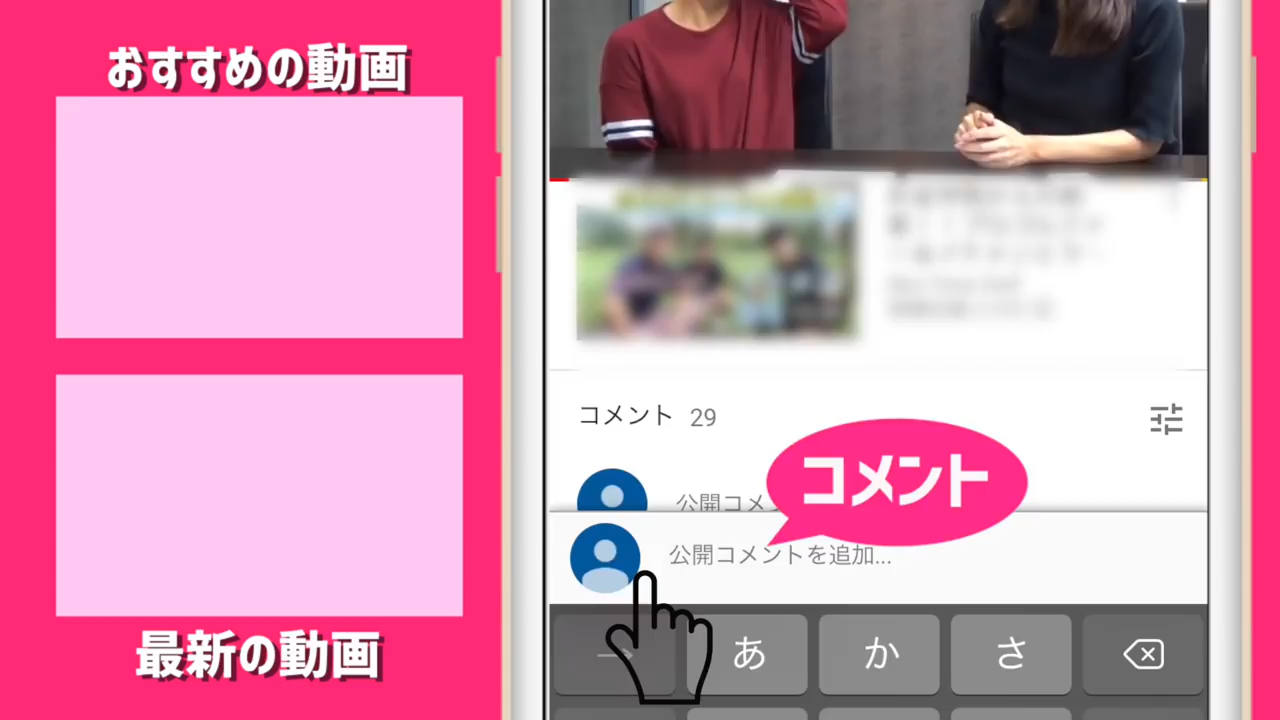 おすすめの動画
最新の動画
コメント 29
コメント
公開コメ
公開コメントを追加...
→
あ
か
さ